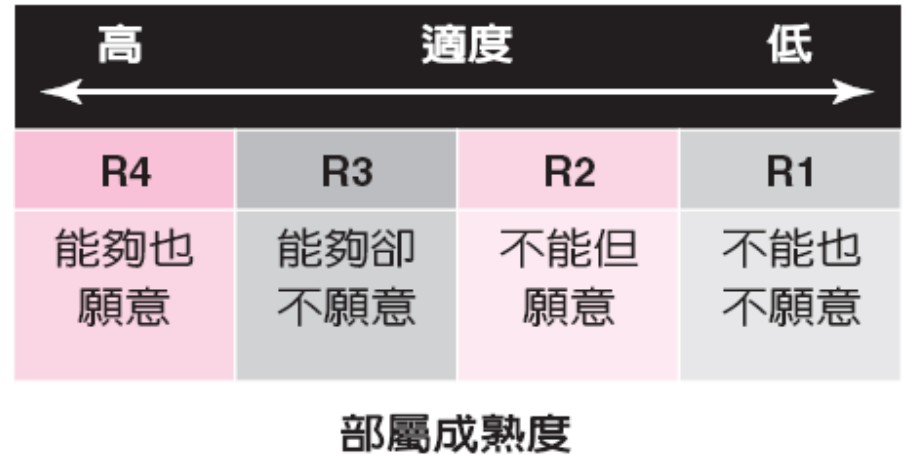 高 適度 低
R4 R3 R2 R1
能夠也 能夠卻 不能但 不能也
願意 不願意 願意 不願意
部屬成熟度